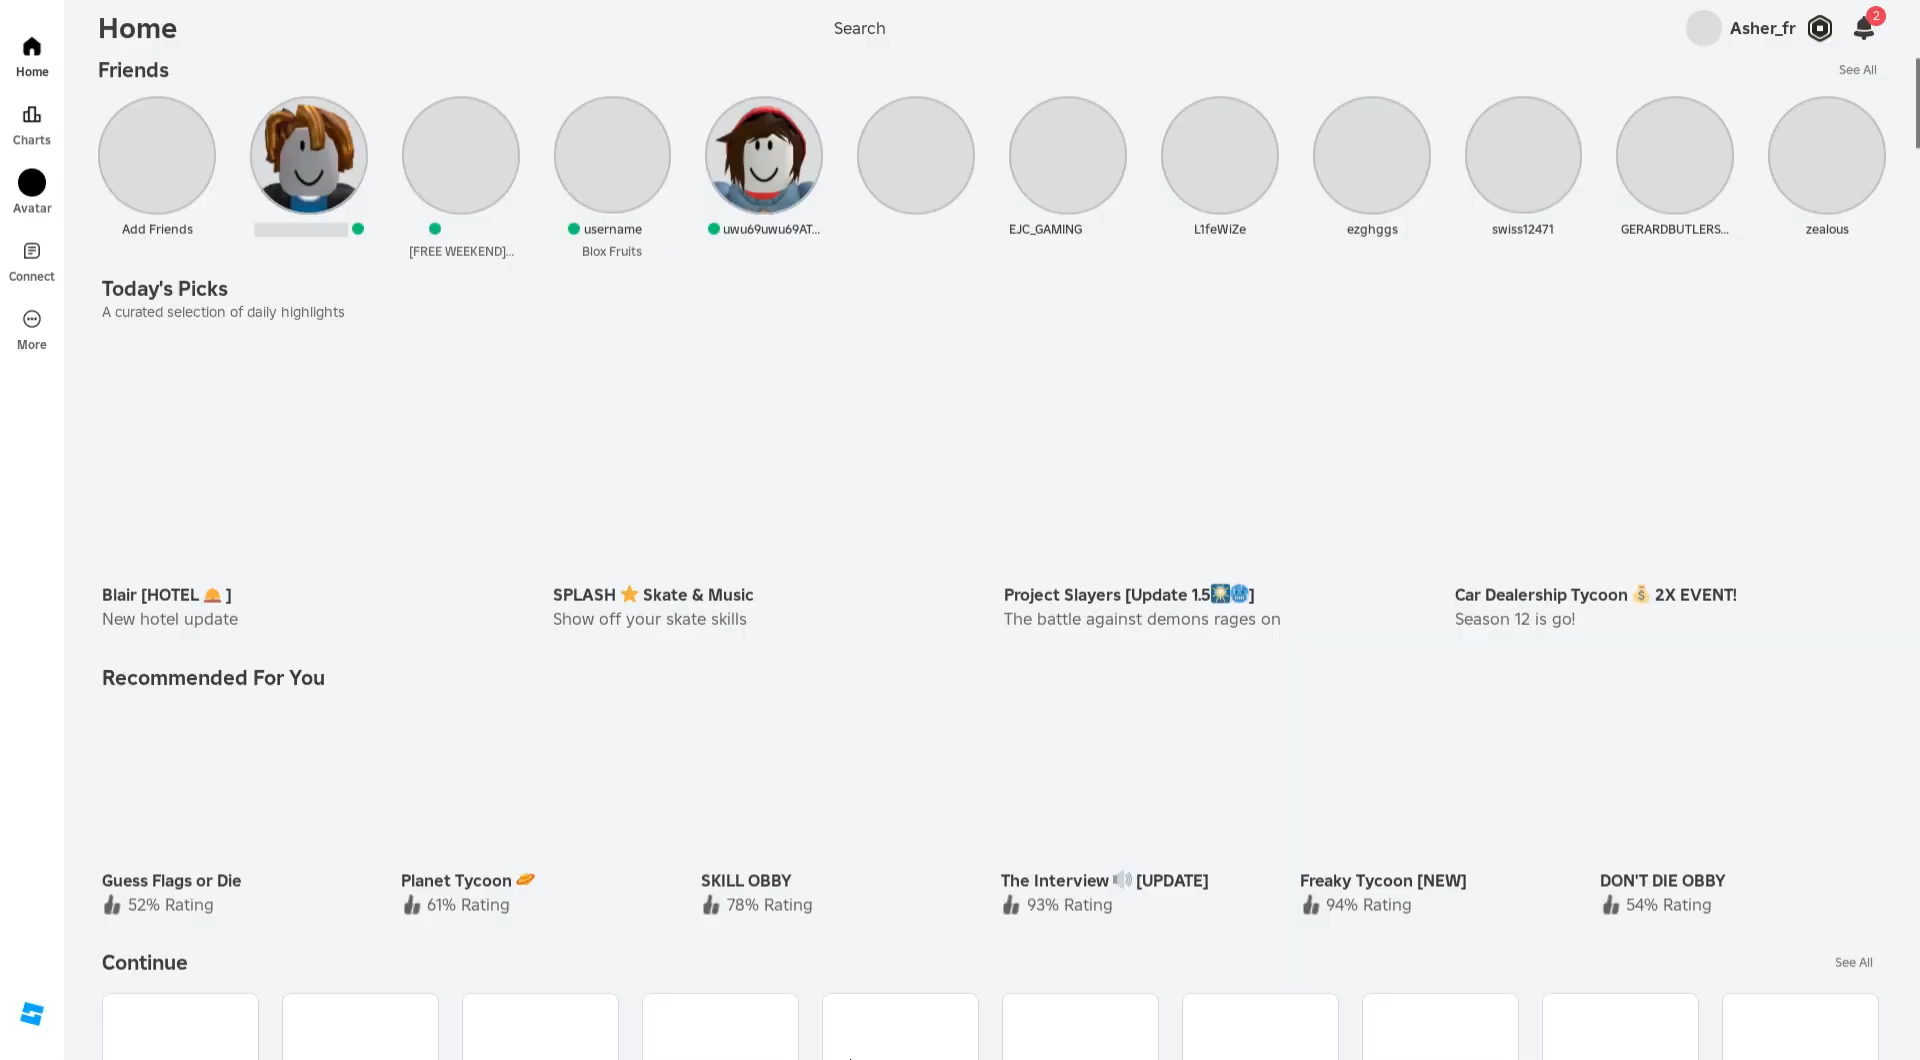 Home
Search
Asher_fr
2
Home
Charts
Avatar
Connect
More
Friends
See All
Add Friends
[FREE WEEKEND]...
username
Blox Fruits
uwu69uwu69AT...
EJC_GAMING
L1feWiZe
ezghggs
swiss12471
GERARDBUTLERS...
zealous
Today's Picks
A curated selection of daily highlights
Blair [HOTEL 🛎️ ]
New hotel update
SPLASH ⭐ Skate & Music
Show off your skate skills
Project Slayers [Update 1.5🎇🥶]
The battle against demons rages on
Car Dealership Tycoon 💰 2X EVENT!
Season 12 is go!
Recommended For You
Guess Flags or Die
52% Rating
Planet Tycoon 🪐
61% Rating
SKILL OBBY
78% Rating
The Interview 🔊 [UPDATE]
93% Rating
Freaky Tycoon [NEW]
94% Rating
DON'T DIE OBBY
54% Rating
Continue
See All